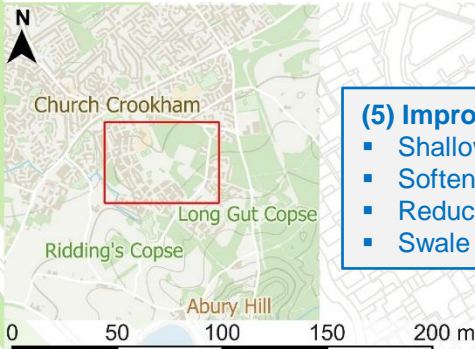 N
Church Crookham
Long Gut Copse
Ridding's Copse
Abury Hill
0 50 100 150 200 m
(5) Impro
▪ Shallov
▪ Soften
▪ Reduc
▪ Swale